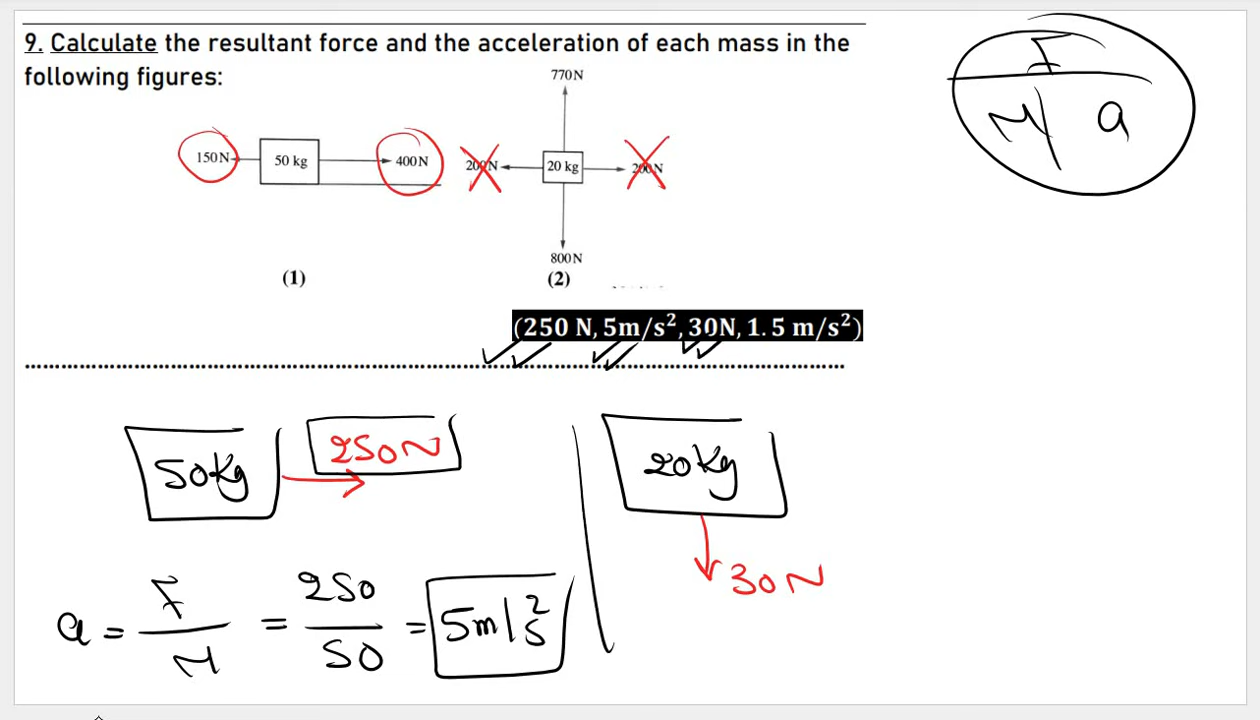 9. Calculate the resultant force and the acceleration of each mass in the
following figures:
F
M a
770N
150N 50 kg 400N 200N 20 kg 200N
800N
(1) (2)
(250 N, 5m/s², 30N, 1.5 m/s²)
50kg 250N 20kg
30N
a = F/M = 250/50 = 5m/s²